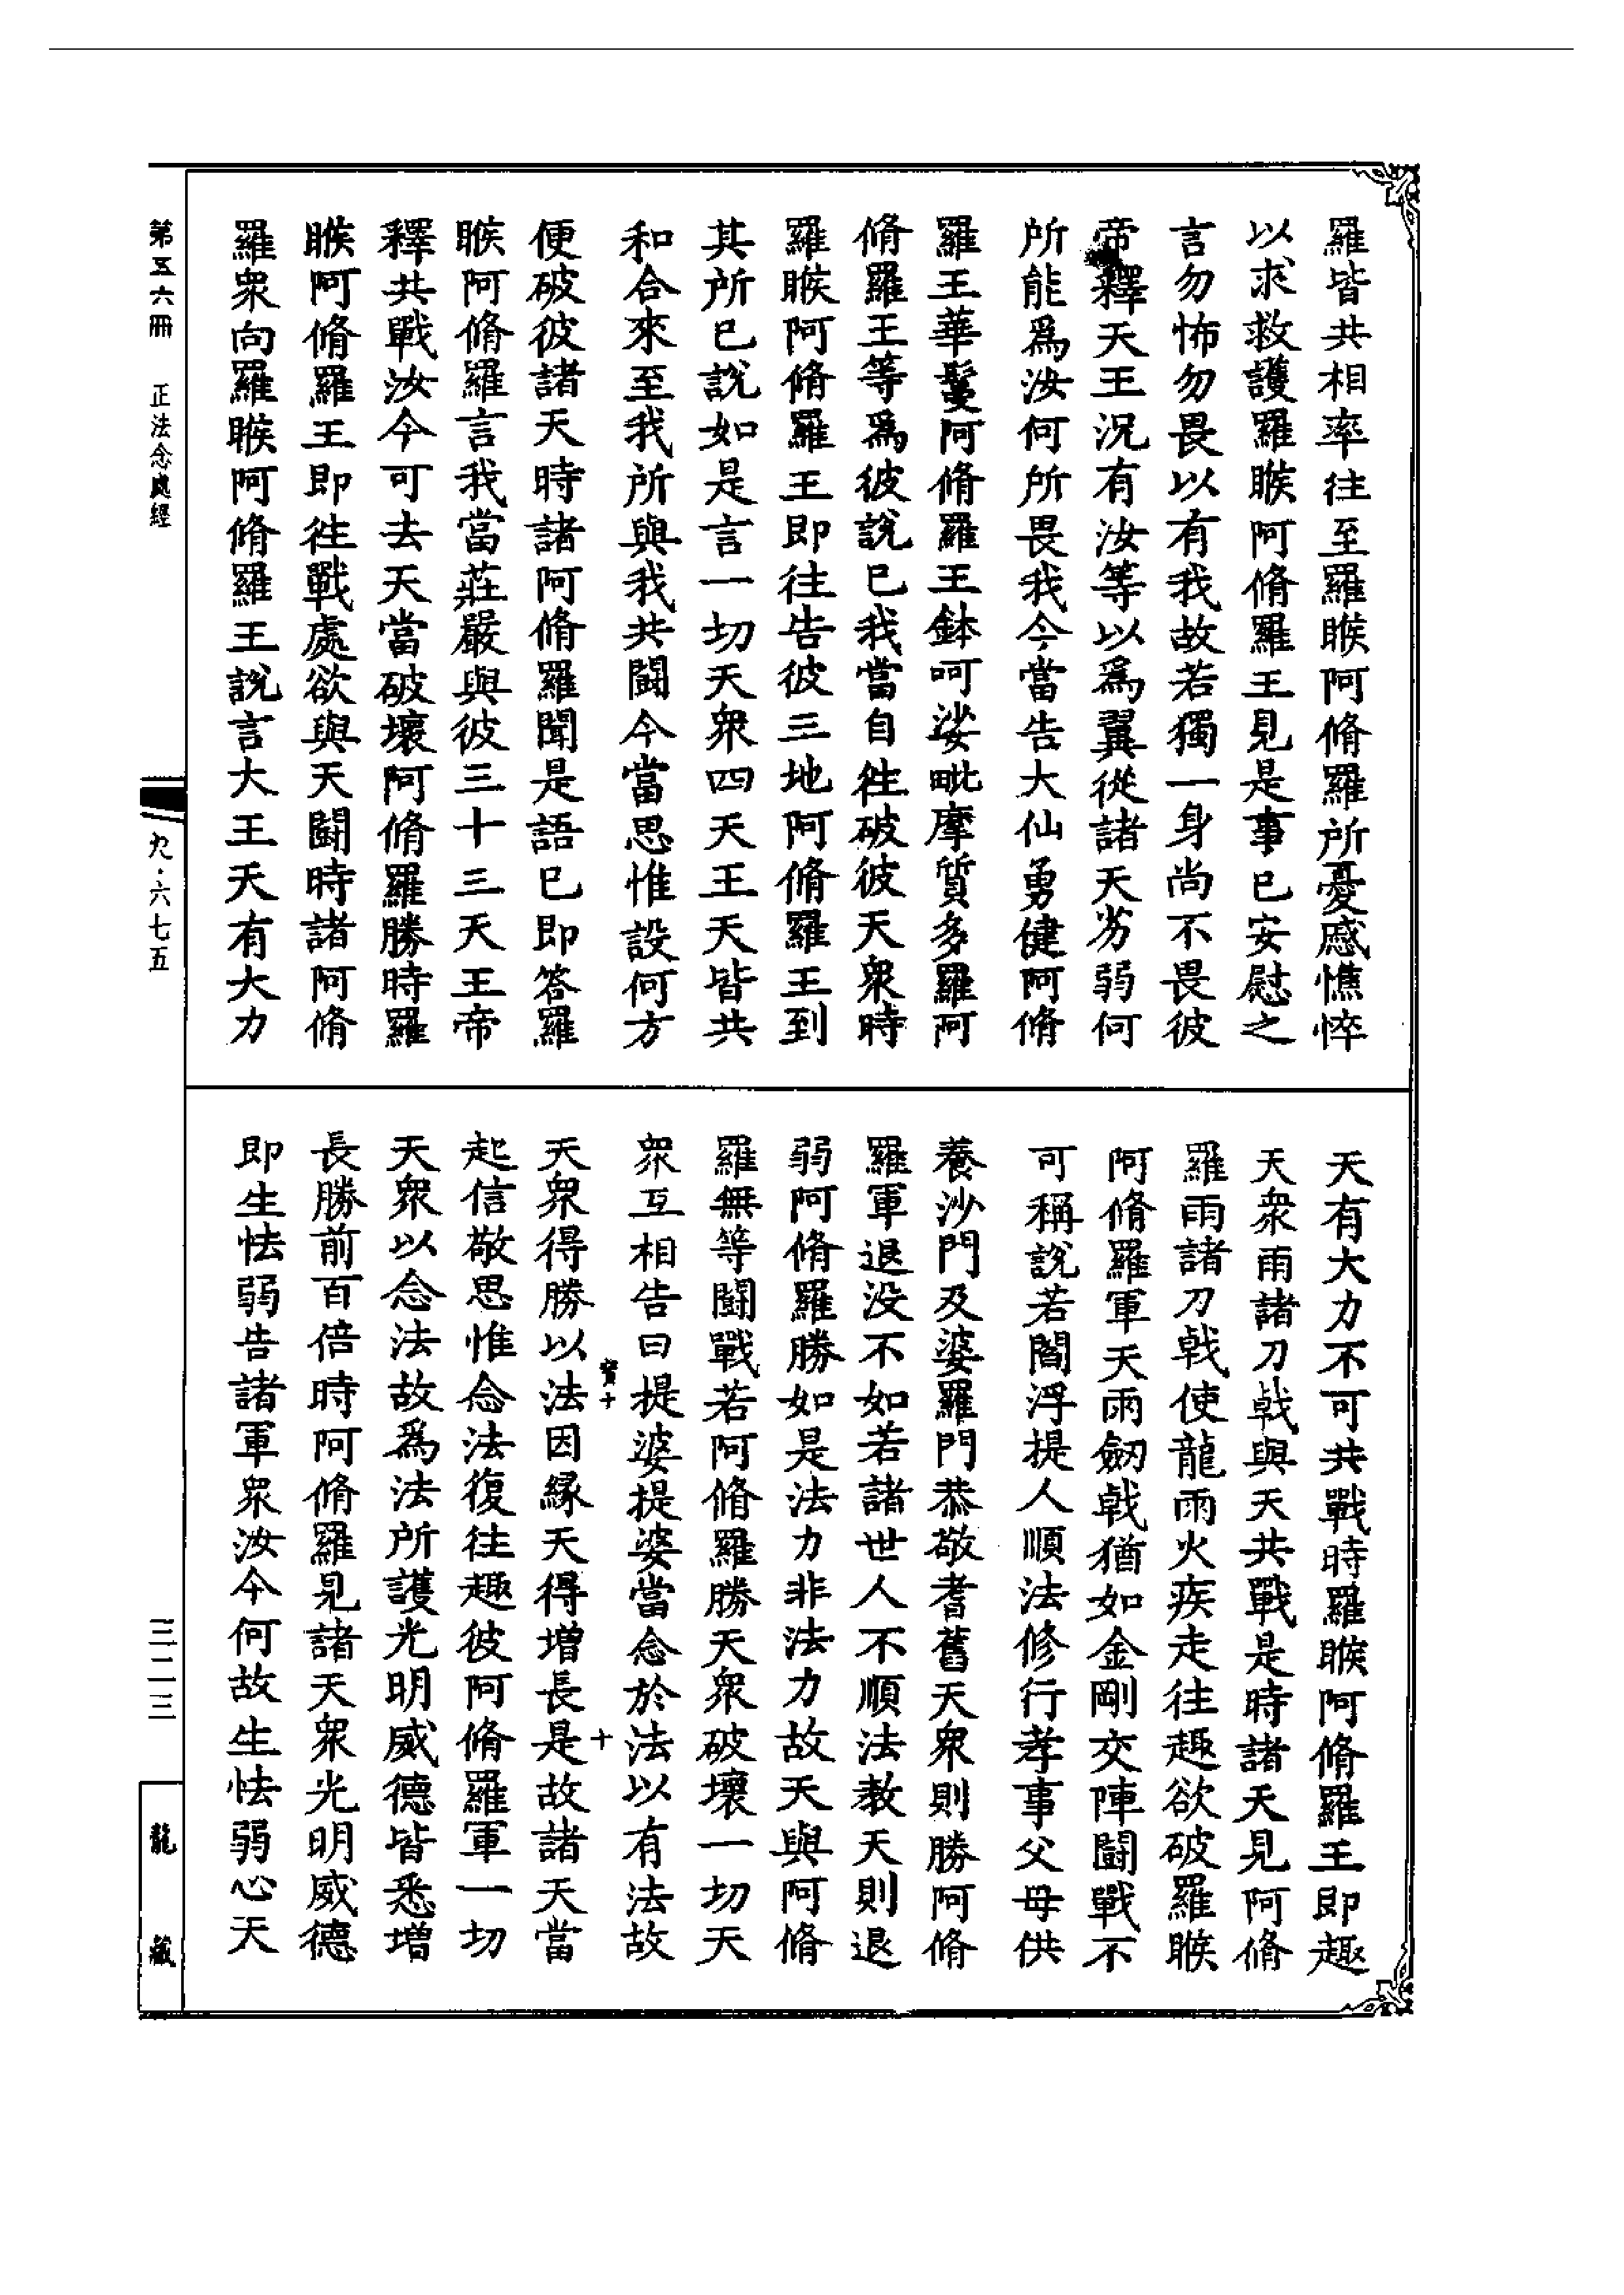 羅皆共相率往至羅睺阿脩羅所憂慼憔悴
以求救護羅睺阿脩羅王見是事已安慰之
言勿怖勿畏以有我故若獨一身尚不畏彼
帝釋天王況有汝等以爲翼從諸天劣弱何
所能爲汝何所畏我今當告大仙勇健阿脩
羅王華鬘阿脩羅王鉢呵娑毗摩質多羅阿
脩羅王等爲彼說已我當自往破彼天衆時
羅睺阿脩羅王即往告彼三地阿脩羅王到
其所已說如是言一切天衆四天王天皆共
和合來至我所與我共鬪今當思惟設何方
便破彼諸天時諸阿脩羅聞是語已即答羅
睺阿脩羅言我當莊嚴與彼三十三天王帝
釋共戰汝今可去天當破壞阿脩羅勝時羅
睺阿脩羅王即往戰處欲與天鬪時諸阿脩
羅衆向羅睺阿脩羅王說言大王天有大力
天有大力不可共戰時羅睺阿脩羅王即趣
天衆雨諸刀戟與天共戰是時諸天見阿脩
羅雨諸刀戟使龍雨火疾走往趣欲破羅睺
阿脩羅軍天雨劒戟猶如金剛交陣鬪戰不
可稱說若閻浮提人順法修行孝事父母供
養沙門及婆羅門恭敬耆舊天衆則勝阿脩
羅軍退没不如若諸世人不順法教天則退
弱阿脩羅勝如是法力非法力故天與阿脩
羅無等鬪戰若阿脩羅勝天衆破壞一切天
衆互相告曰提婆提婆當念於法以有法故
寶十
十
天衆得勝以法因縁天得增長是故諸天當
起信敬思惟念法復往趣彼阿脩羅軍一切
天衆以念法故爲法所護光明威德皆悉增
長勝前百倍時阿脩羅見諸天衆光明威德
即生怯弱告諸軍衆汝今何故生怯弱心天
第五六冊 正法念處經
九·六七五
三二三
龍藏